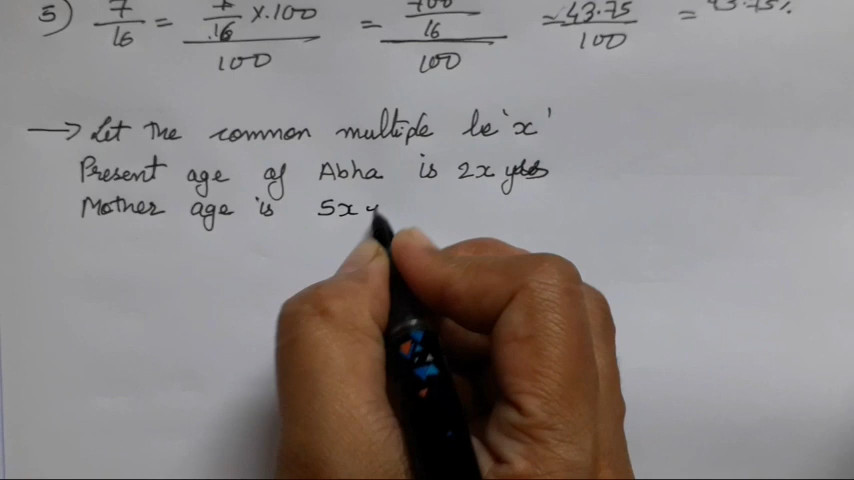 5) 7/16 = 7/16 × 100 / 100 = 700/16 / 100 = 43.75 / 100 = 43.75%
→ Let the common multiple be 'x'
Present age of Abha is 2x yrs
Mother age is 5x y